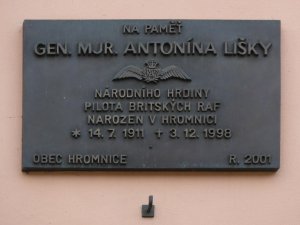 NA PAMĚŤ
GEN. MJR. ANTONÍNA LIŠKY
NÁRODNÍHO HRDINY
PILOTA BRITSKÝCH RAF
NAROZEN V HROMNICI
* 14. 7. 1911 ✝ 3. 12. 1998
OBEC HROMNICE R. 2001